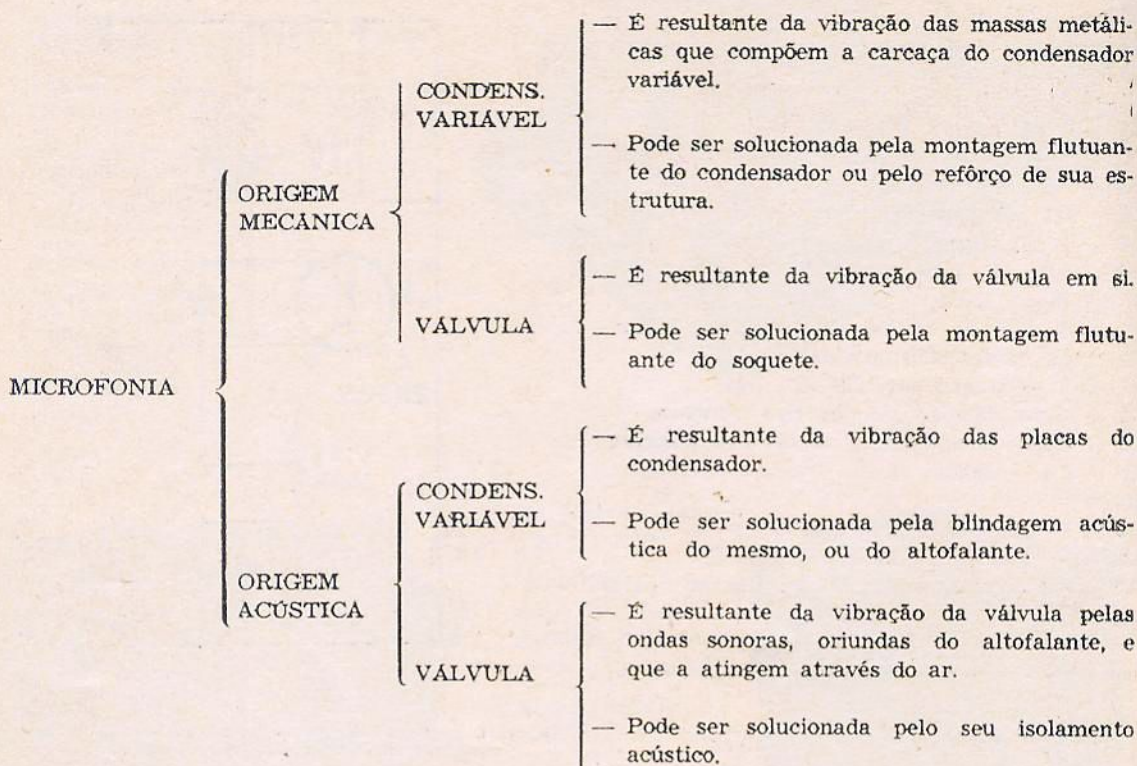 MICROFONIA
ORIGEM
MECÂNICA
CONDENS.
VARIÁVEL
— É resultante da vibração das massas metáli-
cas que compõem a carcaça do condensador
variável.
— Pode ser solucionada pela montagem flutuan-
te do condensador ou pelo refôrço de sua es-
trutura.
VÁLVULA
— É resultante da vibração da válvula em si.
— Pode ser solucionada pela montagem flutu-
ante do soquete.
ORIGEM
ACÚSTICA
CONDENS.
VARIÁVEL
— É resultante da vibração das placas do
condensador.
— Pode ser solucionada pela blindagem acús-
tica do mesmo, ou do altofalante.
VÁLVULA
— É resultante da vibração da válvula pelas
ondas sonoras, oriundas do altofalante, e
que a atingem através do ar.
— Pode ser solucionada pelo seu isolamento
acústico.